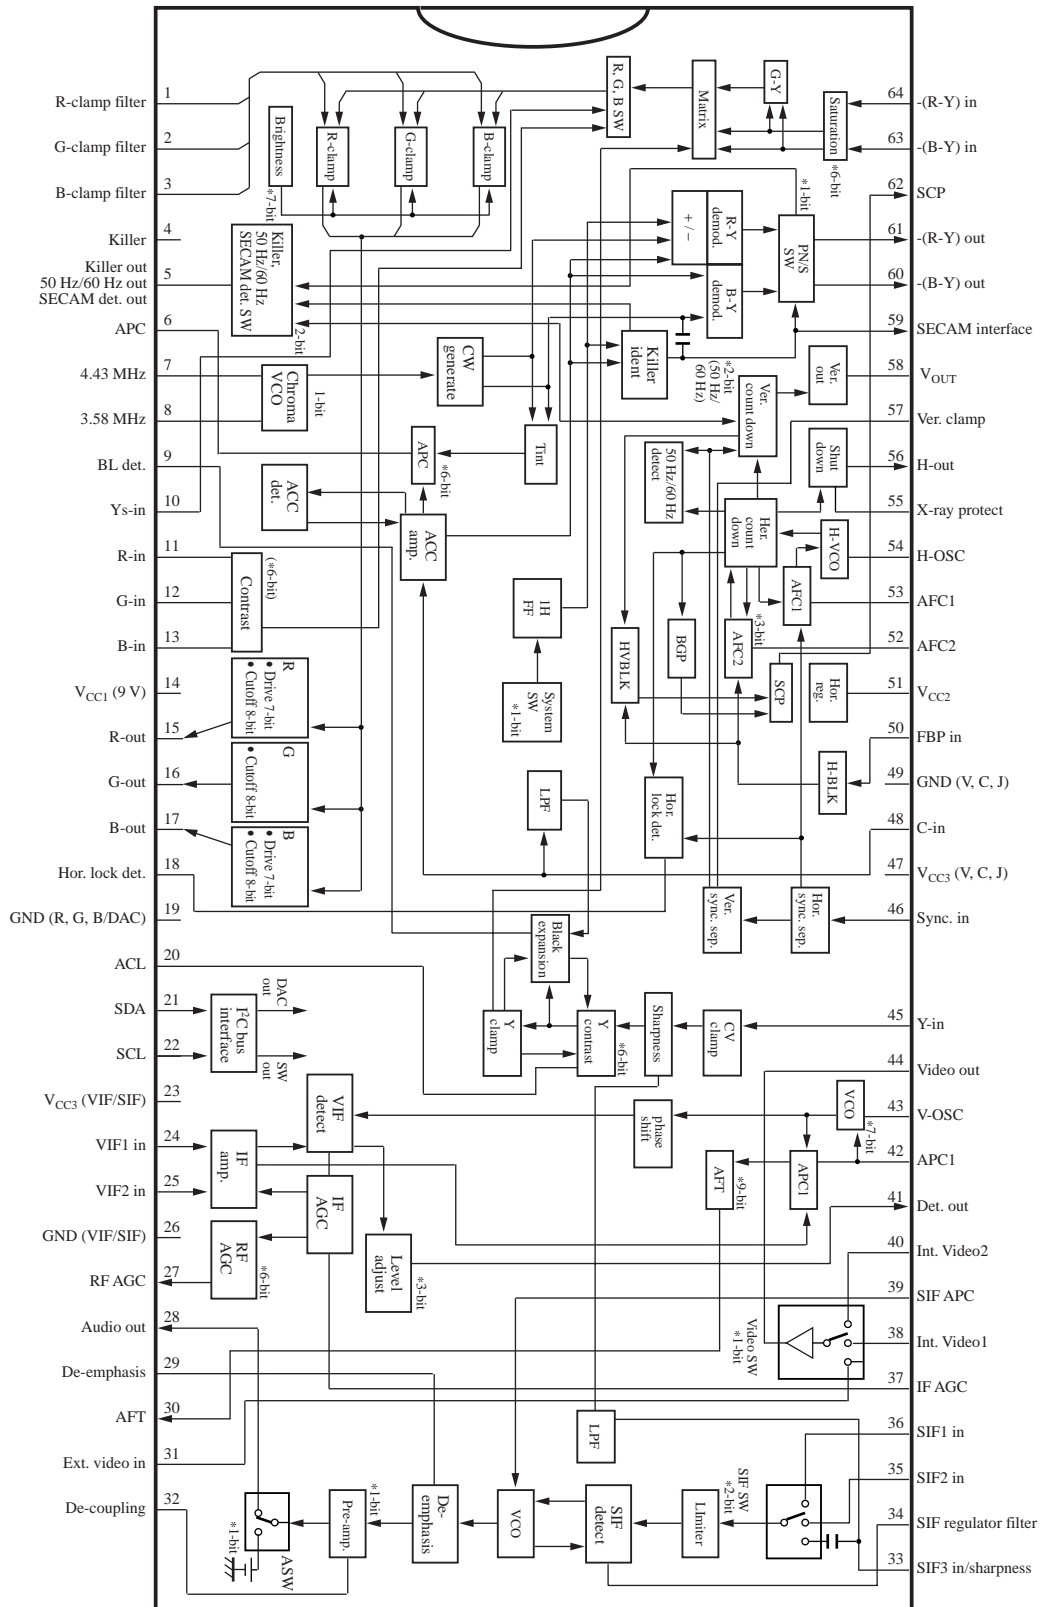 R-clamp filter 1
G-clamp filter 2
B-clamp filter 3
Killer 4
Killer out
50 Hz/60 Hz out 5
SECAM det. out
APC 6
4.43 MHz 7
3.58 MHz 8
BL det. 9
Ys-in 10
R-in 11
G-in 12
B-in 13
VCC1 (9 V) 14
R-out 15
G-out 16
B-out 17
Hor. lock det. 18
GND (R, G, B/DAC) 19
ACL 20
SDA 21
SCL 22
VCC3 (VIF/SIF) 23
VIF1 in 24
VIF2 in 25
GND (VIF/SIF) 26
RF AGC 27
Audio out 28
De-emphasis 29
AFT 30
Ext. video in 31
De-coupling 32
64 -(R-Y) in
63 -(B-Y) in
62 SCP
61 -(R-Y) out
60 -(B-Y) out
59 SECAM interface
58 VOUT
57 Ver. clamp
56 H-out
55 X-ray protect
54 H-OSC
53 AFC1
52 AFC2
51 VCC2
50 FBP in
49 GND (V, C, J)
48 C-in
47 VCC3 (V, C, J)
46 Sync. in
45 Y-in
44 Video out
43 V-OSC
42 APC1
41 Det. out
40 Int. Video2
39 SIF APC
38 Int. Video1
37 IF AGC
36 SIF1 in
35 SIF2 in
34 SIF regulator filter
33 SIF3 in/sharpness
R, G, B SW
Matrix
G-Y
Saturation
*6-bit
Brightness
*7-bit
R-clamp
G-clamp
B-clamp
Killer,
50 Hz/60 Hz
SECAM det. SW
2-bit
+ / −
R-Y
demod.
B-Y
demod.
*1-bit
PN/S
SW
Chroma
VCO
1-bit
CW
generate
Killer
ident
*2-bit
(50 Hz/
60 Hz)
Ver.
count down
Ver.
out
APC
*6-bit
Tint
50 Hz/60 Hz
detect
Shut
down
ACC
det.
ACC
amp.
Her.
count
down
H-VCO
AFC1
(*6-bit)
Contrast
1H
FF
HVBLK
BGP
AFC2
*3-bit
SCP
Hor.
reg.
System
SW
*1-bit
R
• Drive 7-bit
• Cutoff 8-bit
G
• Cutoff 8-bit
B
• Drive 7-bit
• Cutoff 8-bit
LPF
Hor.
lock det.
H-BLK
Ver.
sync. sep.
Hor.
sync. sep.
Black
expansion
Y
clamp
Y
contrast
*6-bit
Sharpness
CV
clamp
I2C bus
interface
DAC
out
SW
out
VIF
detect
phase
shift
VCO
*7-bit
IF
amp.
IF
AGC
AFT
*9-bit
APC1
RF
AGC
*6-bit
Level
adjust
*3-bit
Video SW
*1-bit
LPF
SIF SW
*2-bit
*1-bit
ASW
Pre-amp.
*1-bit
De-
emphasis
VCO
SIF
detect
LImiter